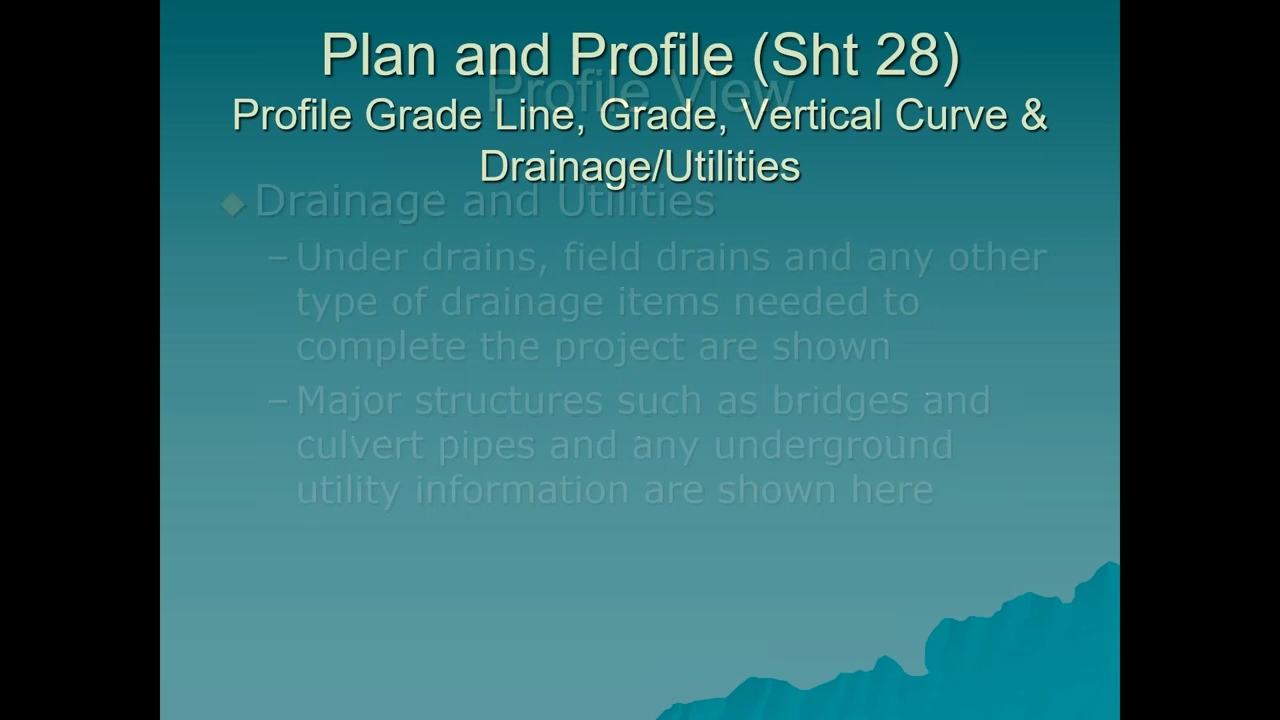 Plan and Profile (Sht 28)
Profile View
Profile Grade Line, Grade, Vertical Curve &
Drainage/Utilities
Drainage and Utilities
–Under drains, field drains and any other
type of drainage items needed to
complete the project are shown
–Major structures such as bridges and
culvert pipes and any underground
utility information are shown here